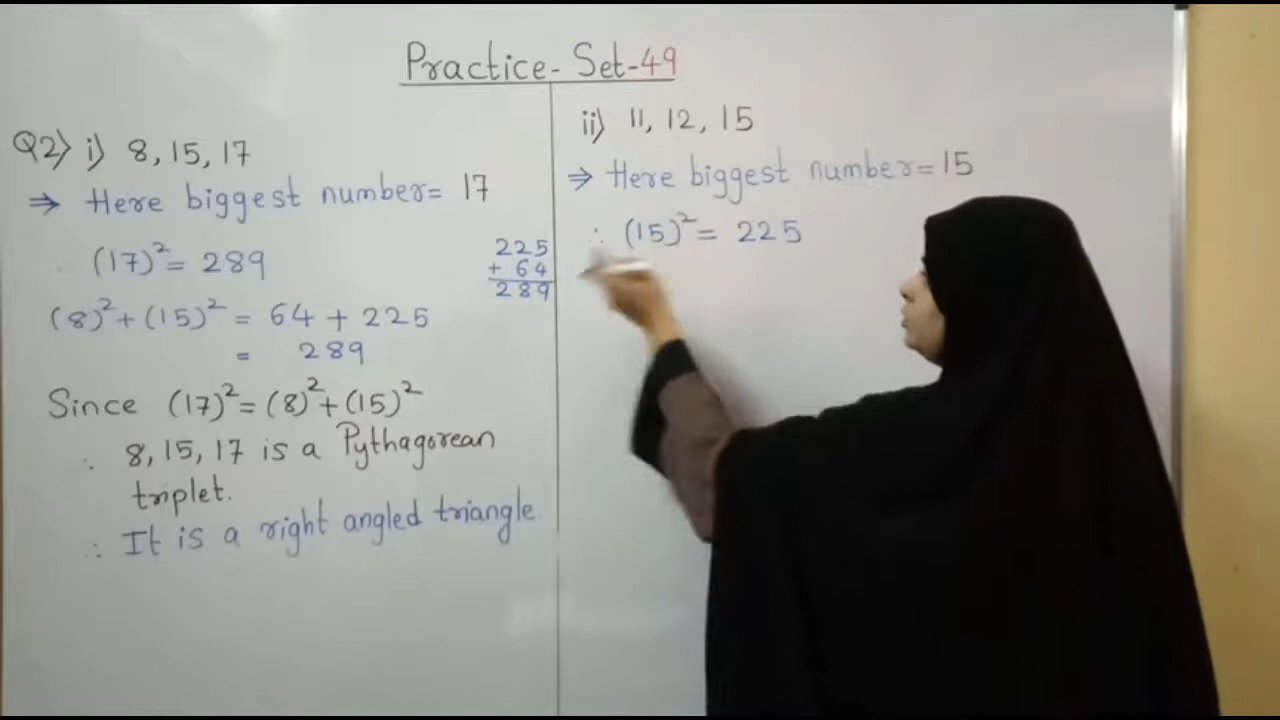 Practice-Set-49
Q2) i) 8, 15, 17
⇒ Here biggest number= 17
(17)²= 289
225
+ 64
289
(8)²+(15)² = 64 + 225
= 289
Since (17)²=(8)²+(15)²
∴ 8, 15, 17 is a Pythagorean
triplet.
∴ It is a right angled triangle
ii) 11, 12, 15
⇒ Here biggest number=15
∴ (15)²= 225